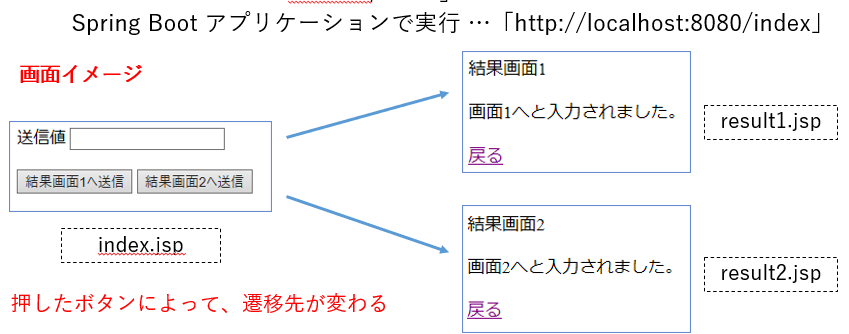 Spring Boot アプリケーションで実行 …「http://localhost:8080/index」
画面イメージ
送信値
結果画面1へ送信 結果画面2へ送信
index.jsp
押したボタンによって、遷移先が変わる
結果画面1
画面1へと入力されました。
戻る
result1.jsp
結果画面2
画面2へと入力されました。
戻る
result2.jsp